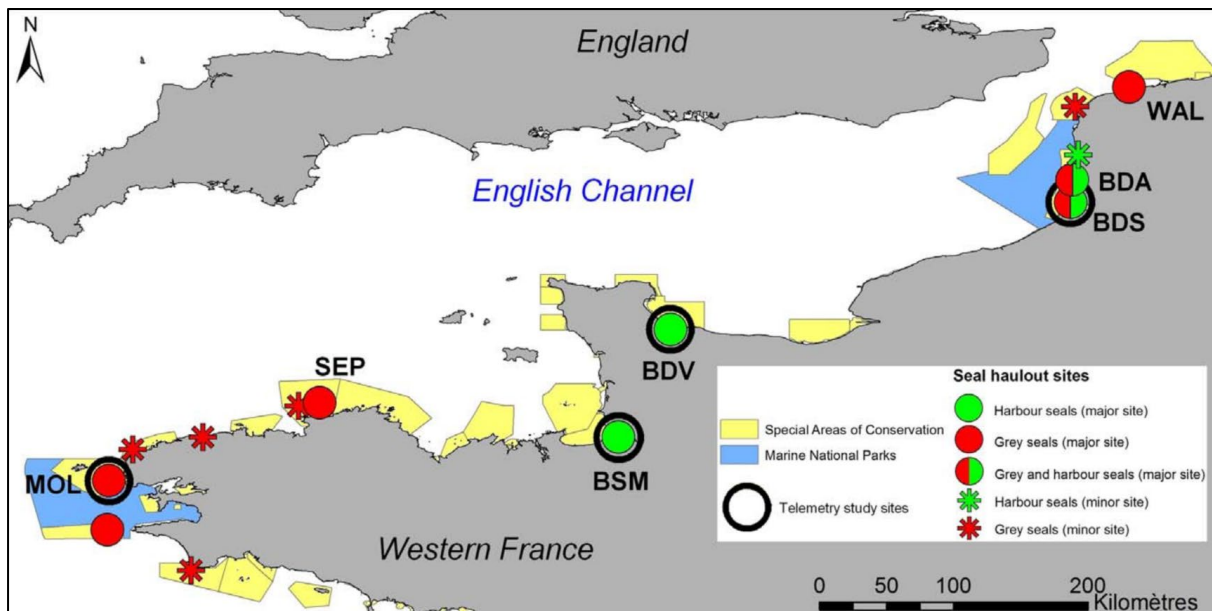 N
England
WAL
English Channel
BDA
BDS
SEP
BDV
MOL
BSM
Western France
Seal haulout sites
Special Areas of Conservation
Marine National Parks
Telemetry study sites
Harbour seals (major site)
Grey seals (major site)
Grey and harbour seals (major site)
Harbour seals (minor site)
Grey seals (minor site)
0 50 100 200
Kilomètres